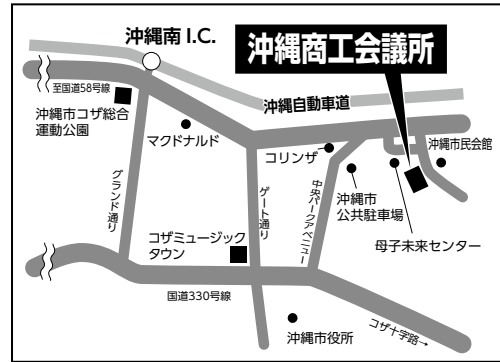 沖縄南 I.C.
沖縄商工会議所
至国道58号線
沖縄自動車道
沖縄市コザ総合
運動公園
マクドナルド
コリンザ
沖縄市民会館
グランド通り
ゲート通り
中央パークアベニュー
沖縄市
公共駐車場
母子未来センター
コザミュージック
タウン
国道330号線
沖縄市役所
コザ十字路→